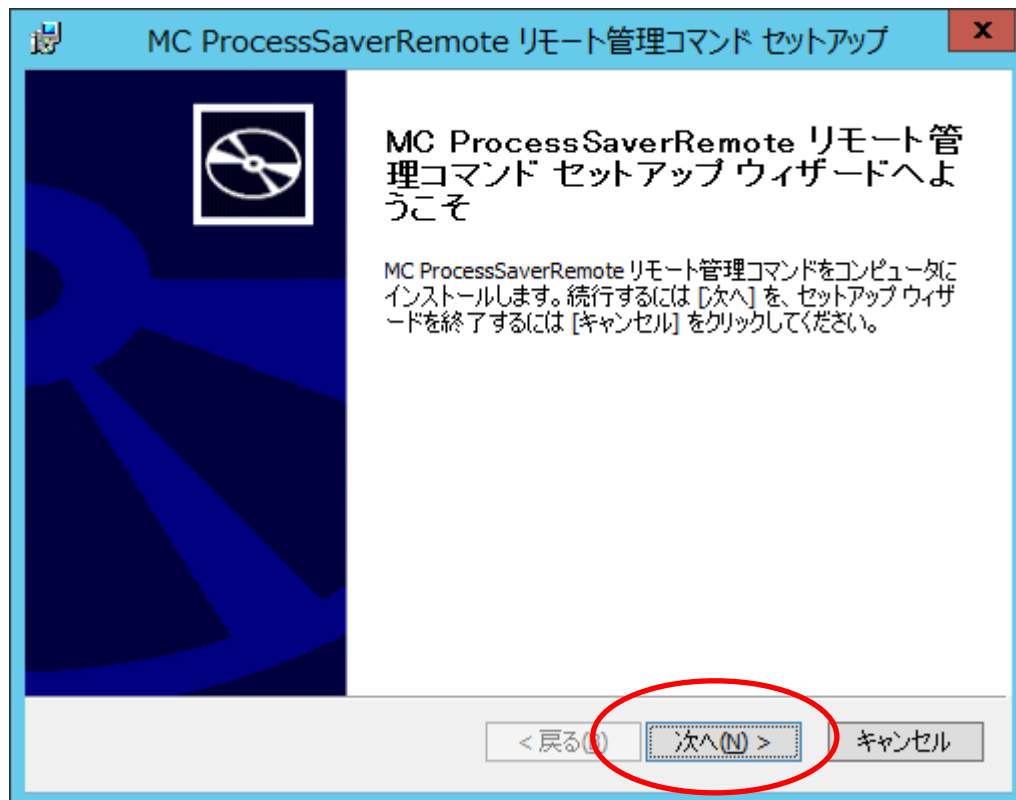 MC ProcessSaverRemote リモート管理コマンド セットアップ
x
MC ProcessSaverRemote リモート管
理コマンド セットアップ ウィザードへよ
うこそ
MC ProcessSaverRemote リモート管理コマンドをコンピュータに
インストールします。続行するには [次へ] を、セットアップ ウィザ
ードを終了するには [キャンセル] をクリックしてください。
< 戻る(B) 次へ(N) > キャンセル